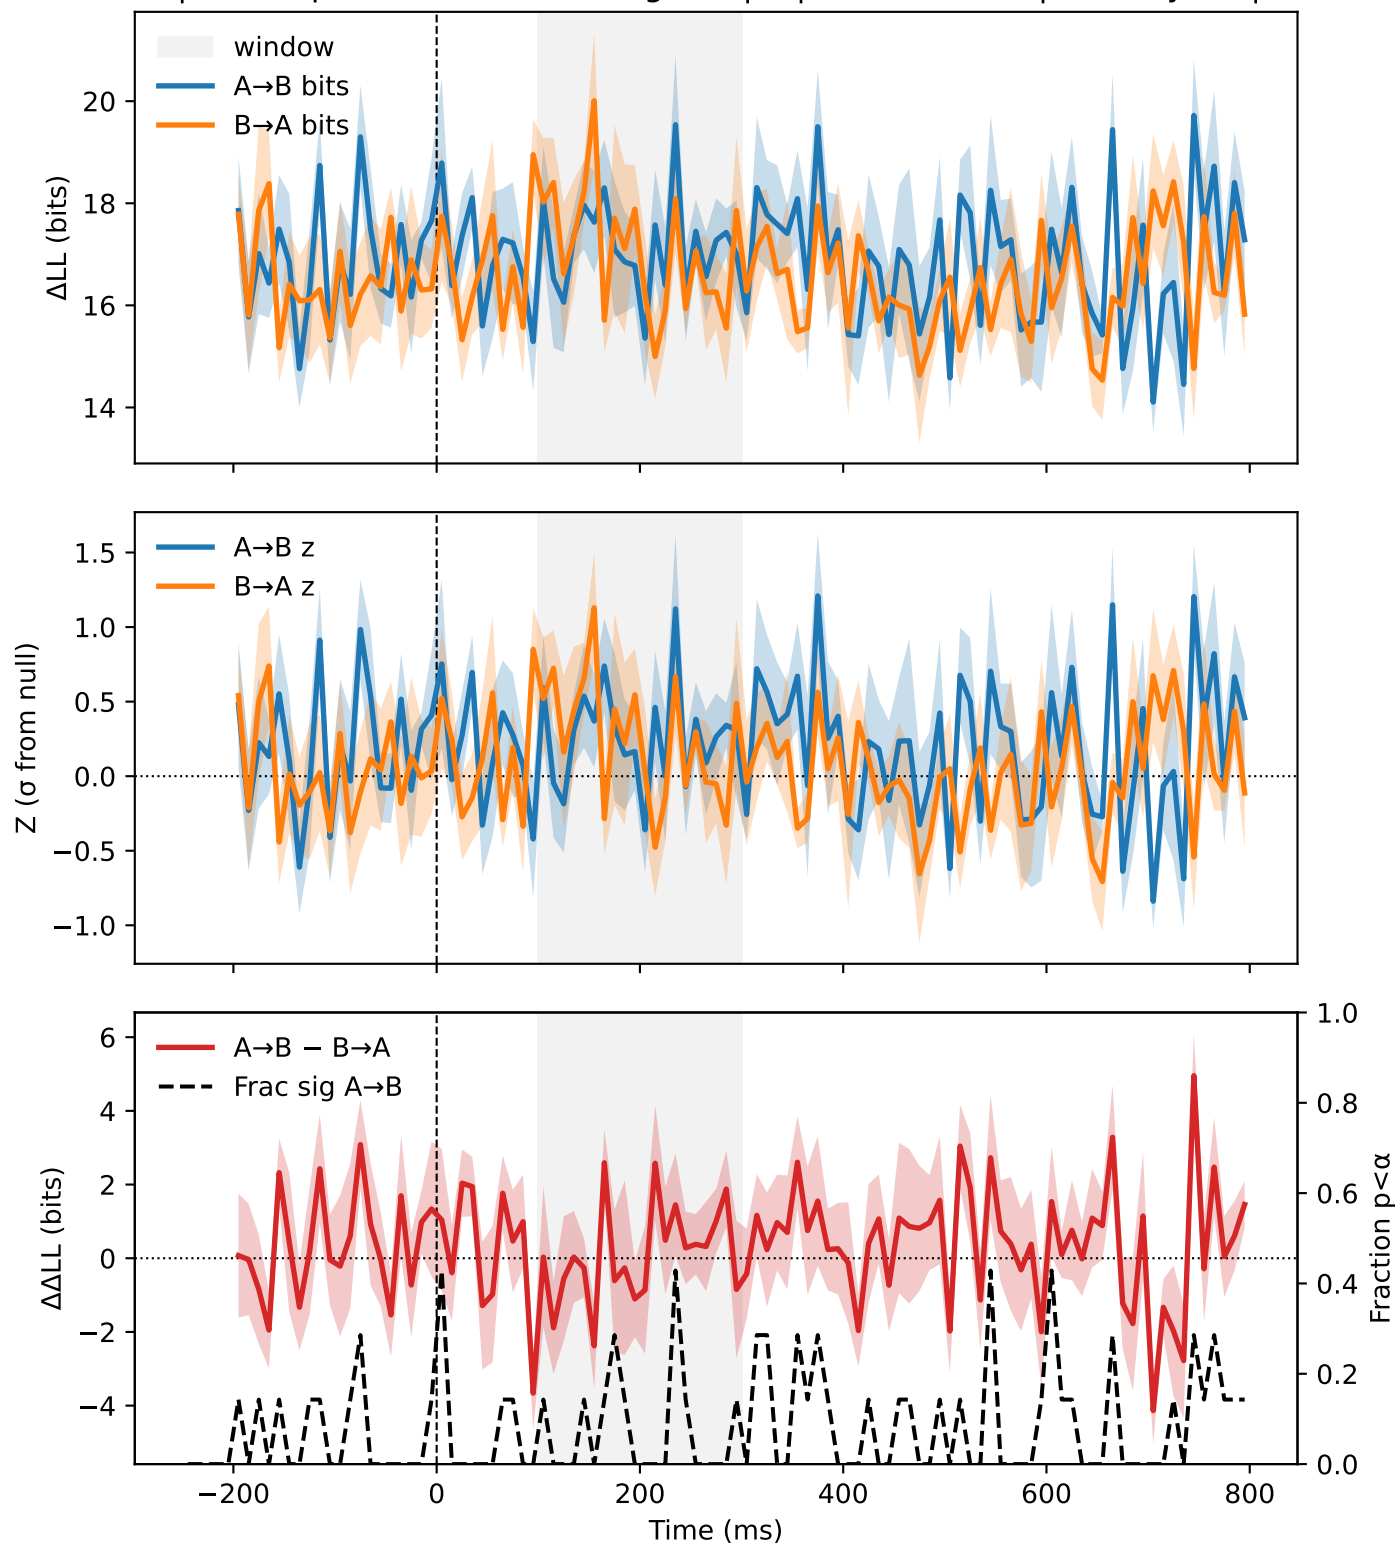 window
A→B bits
B→A bits
ΔLL (bits)
20
18
16
14
A→B z
B→A z
Z (σ from null)
1.5
1.0
0.5
0.0
−0.5
−1.0
A→B − B→A
Frac sig A→B
ΔΔLL (bits)
6
4
2
0
−2
−4
1.0
0.8
0.6
0.4
0.2
0.0
Fraction p<α
−200
0
200
400
600
800
Time (ms)